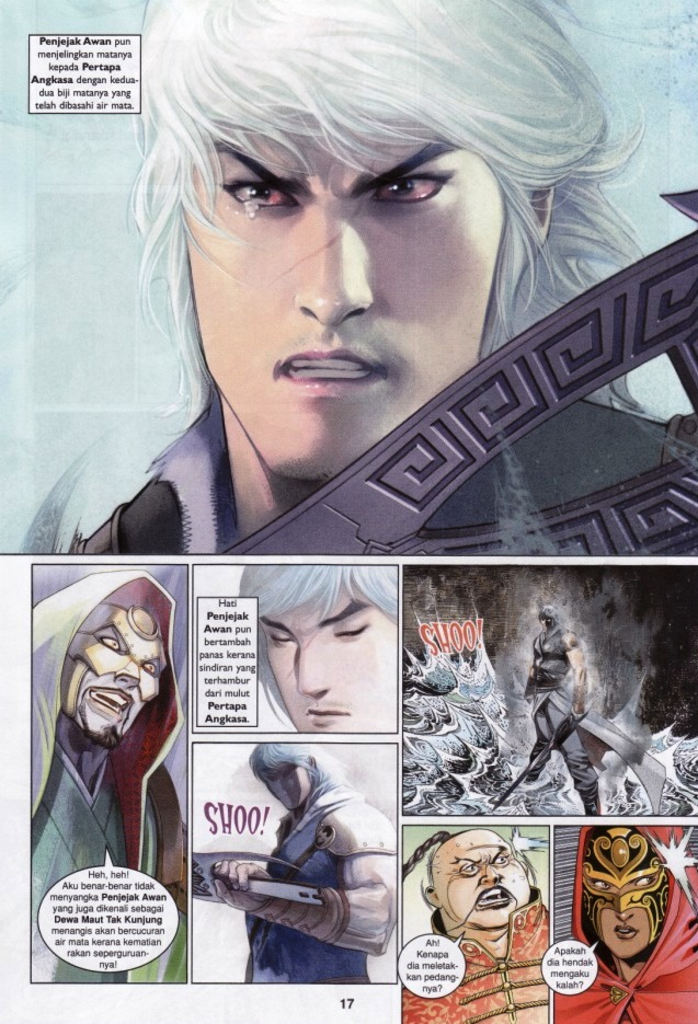 Penjejak Awan pun
menjelingkan matanya
kepada Pertapa
Angkasa dengan kedua-
dua biji matanya yang
telah dibasahi air mata.
Heh, heh!
Aku benar-benar tidak
menyangka Penjejak Awan
yang juga dikenali sebagai
Dewa Maut Tak Kunjung
menangis akan bercucuran
air mata kerana kematian
rakan seperguruan-
nya!
Hati
Penjejak
Awan pun
bertambah
panas kerana
sindiran yang
terhambur
dari mulut
Pertapa
Angkasa.
SHOO!
SHOO!
Ah!
Kenapa
dia meletak-
kan pedang-
nya?
Apakah
dia hendak
mengaku
kalah?
17